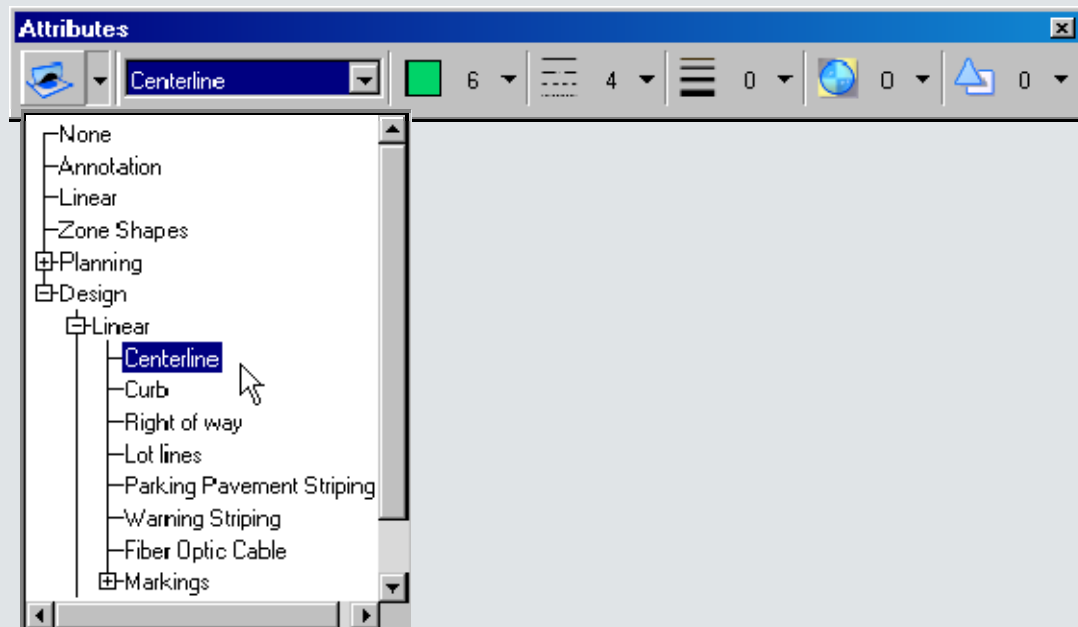 Attributes
Centerline 6 4 0 0 0
None
Annotation
Linear
Zone Shapes
Planning
Design
Linear
Centerline
Curb
Right of way
Lot lines
Parking Pavement Striping
Warning Striping
Fiber Optic Cable
Markings